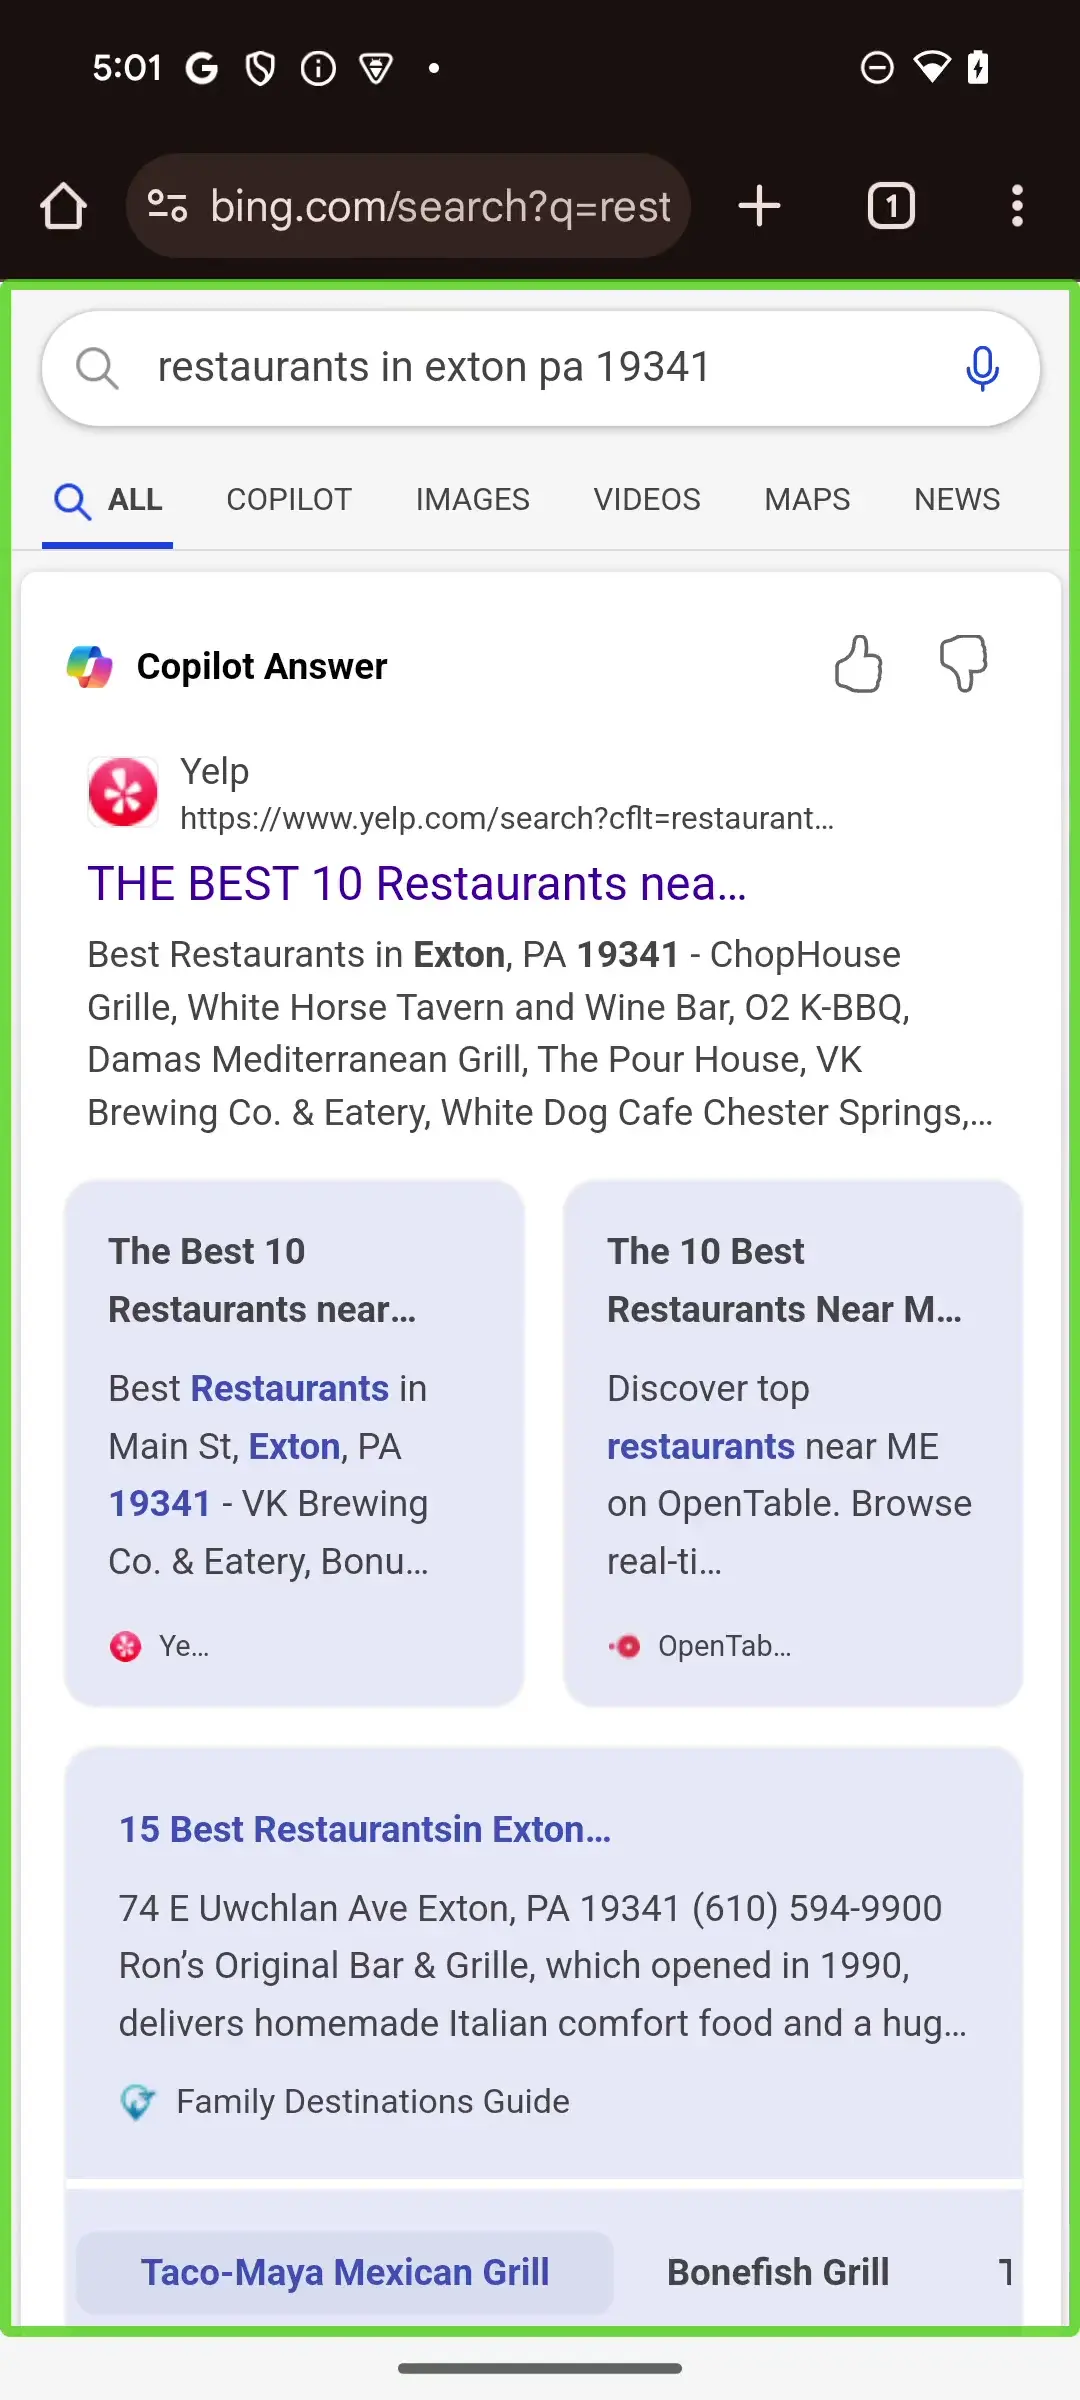 5:01
bing.com/search?q=rest
1
restaurants in exton pa 19341
ALL COPILOT IMAGES VIDEOS MAPS NEWS
Copilot Answer
Yelp
https://www.yelp.com/search?cflt=restaurant...
THE BEST 10 Restaurants nea...
Best Restaurants in Exton, PA 19341 - ChopHouse
Grille, White Horse Tavern and Wine Bar, O2 K-BBQ,
Damas Mediterranean Grill, The Pour House, VK
Brewing Co. & Eatery, White Dog Cafe Chester Springs,...
The Best 10
Restaurants near...
Best Restaurants in
Main St, Exton, PA
19341 - VK Brewing
Co. & Eatery, Bonu...
Ye...
The 10 Best
Restaurants Near M...
Discover top
restaurants near ME
on OpenTable. Browse
real-ti...
OpenTab...
15 Best Restaurantsin Exton...
74 E Uwchlan Ave Exton, PA 19341 (610) 594-9900
Ron's Original Bar & Grille, which opened in 1990,
delivers homemade Italian comfort food and a hug...
Family Destinations Guide
Taco-Maya Mexican Grill Bonefish Grill